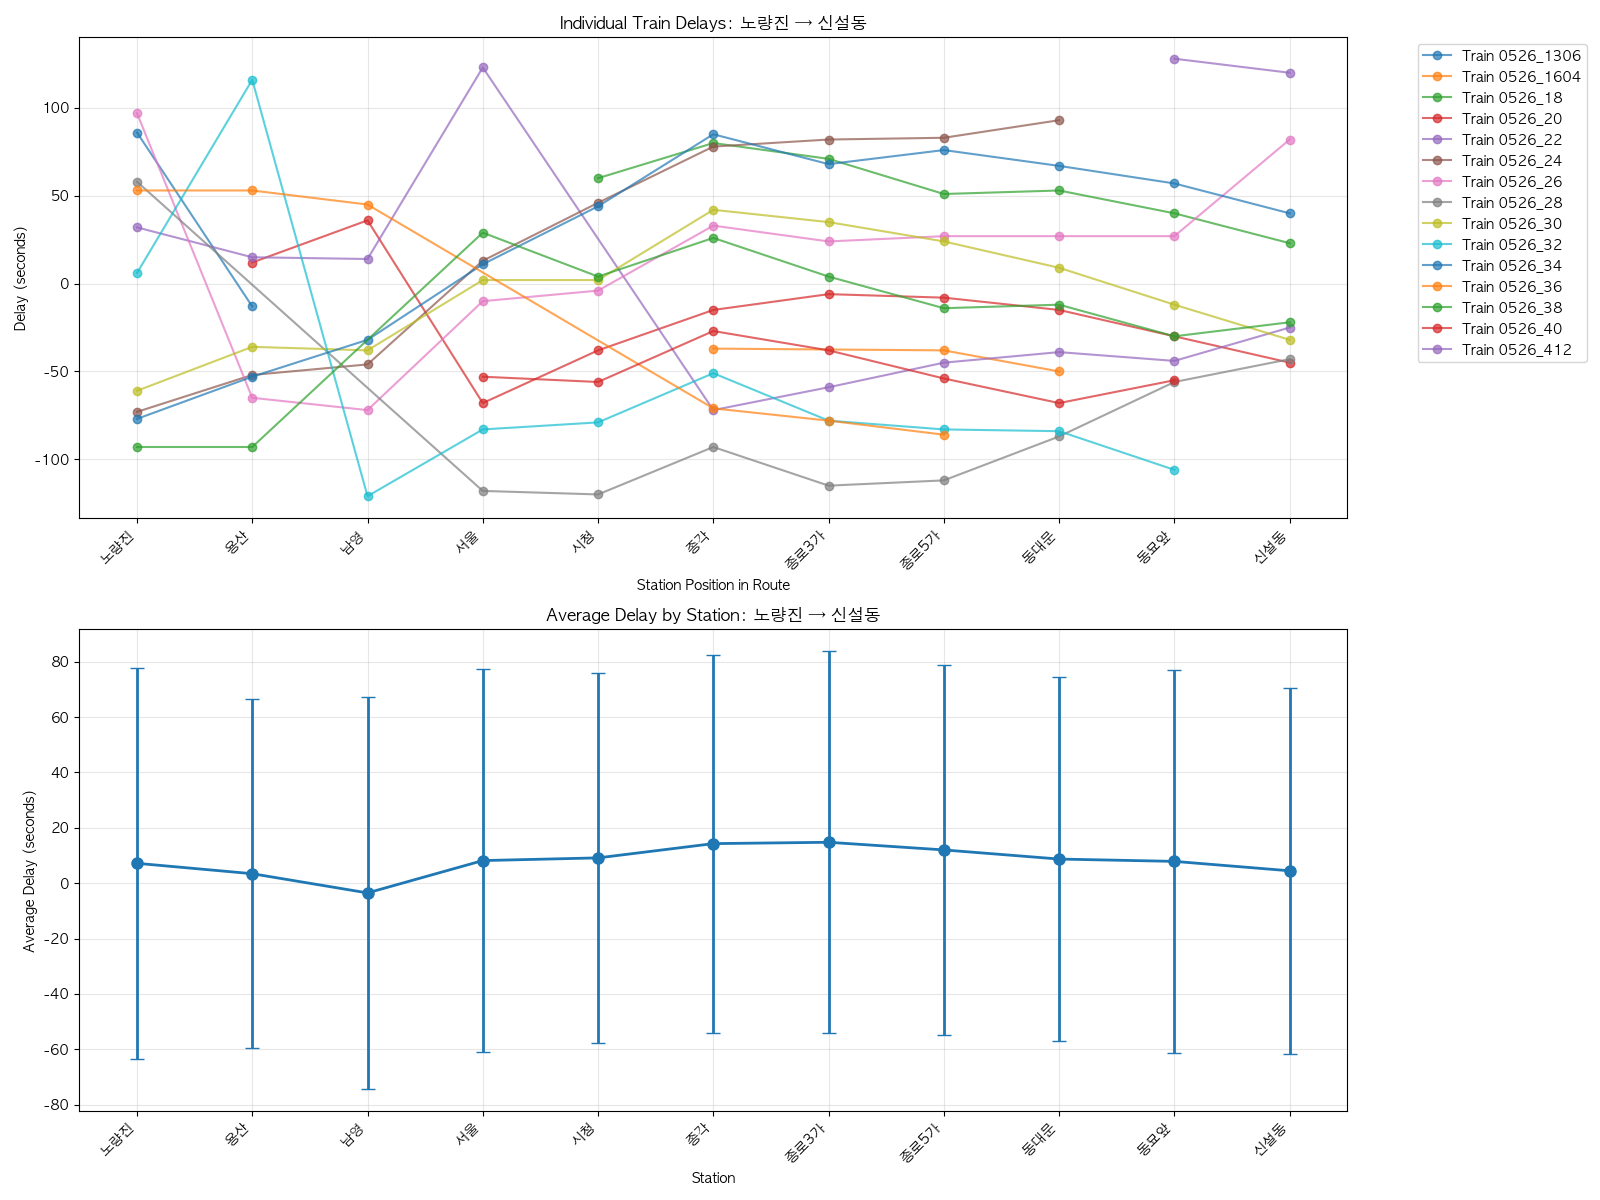 Individual Train Delays: 노량진 → 신설동
Delay (seconds)
100
50
0
-50
-100
노량진
용산
남영
서울
시청
종각
종로3가
종로5가
동대문
동묘앞
신설동
Station Position in Route
Train 0526_1306
Train 0526_1604
Train 0526_18
Train 0526_20
Train 0526_22
Train 0526_24
Train 0526_26
Train 0526_28
Train 0526_30
Train 0526_32
Train 0526_34
Train 0526_36
Train 0526_38
Train 0526_40
Train 0526_412
Average Delay by Station: 노량진 → 신설동
Average Delay (seconds)
80
60
40
20
0
-20
-40
-60
-80
노량진
용산
남영
서울
시청
종각
종로3가
종로5가
동대문
동묘앞
신설동
Station